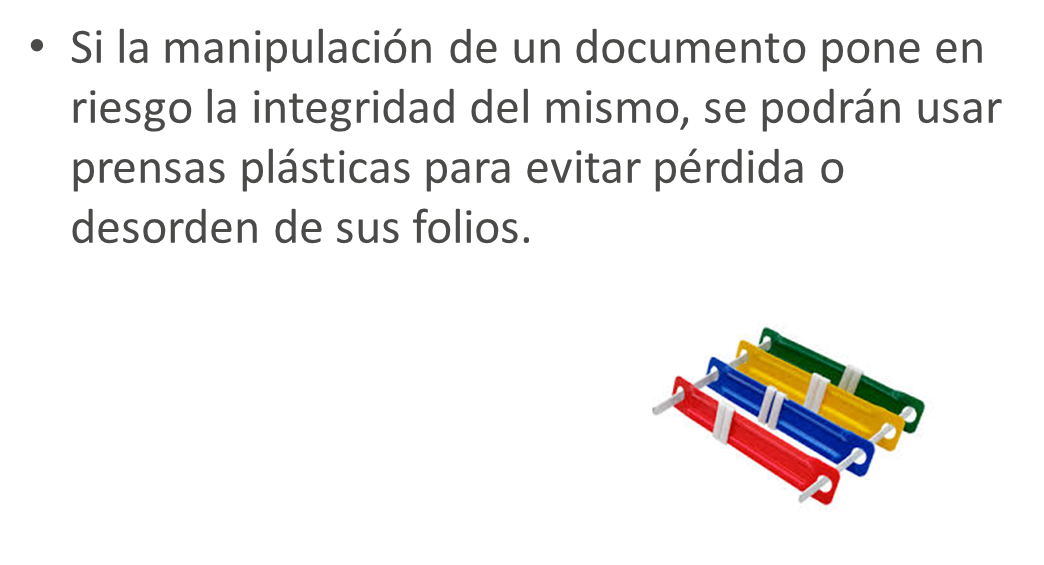 • Si la manipulación de un documento pone en
riesgo la integridad del mismo, se podrán usar
prensas plásticas para evitar pérdida o
desorden de sus folios.